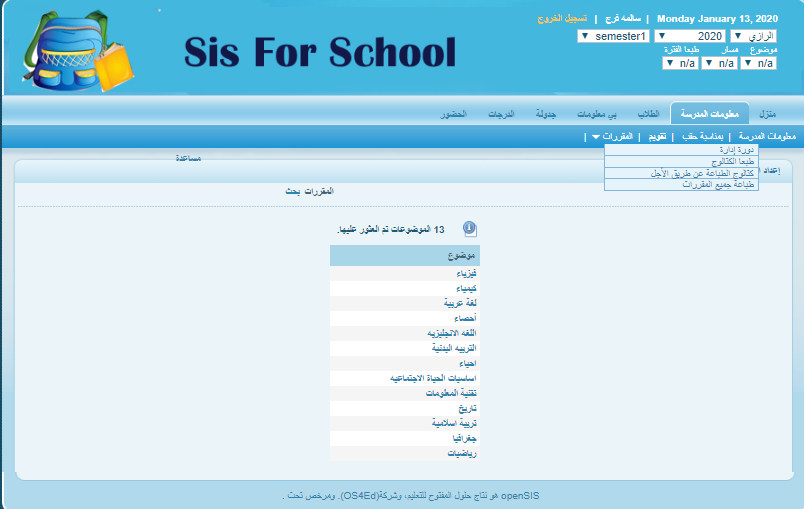 Sis For School
Monday January 13, 2020 | سالمه فرج | تسجيل الخروج
الرازي 2020 semester1
موضوع مسار طبعا الفترة
n/a n/a n/a
منزل معلومات المدرسة الطلاب بي معلومات جدولة الدرجات الحضور
معلومات المدرسة | بمناسبة حقب | تقويم | المقررات |
دورة إدارة
طبعا الكتالوج
كتالوج الطباعة عن طريق الأجل
طباعة جميع المقررات
إعداد
مساعدة
المقررات يبحث
13 الموضوعات تم العثور عليها.
موضوع
فيزياء
كيمياء
لغة عربية
أحصاء
اللغه الانجليزيه
التربيه البدنية
احياء
اساسيات الحياة الاجتماعيه
تقنية المعلومات
تاريخ
تربية اسلامية
جغرافيا
رياضيات
openSIS هو نتاج حلول المفتوح للتعليم، وشركة(OS4Ed). ومرخص تحت .